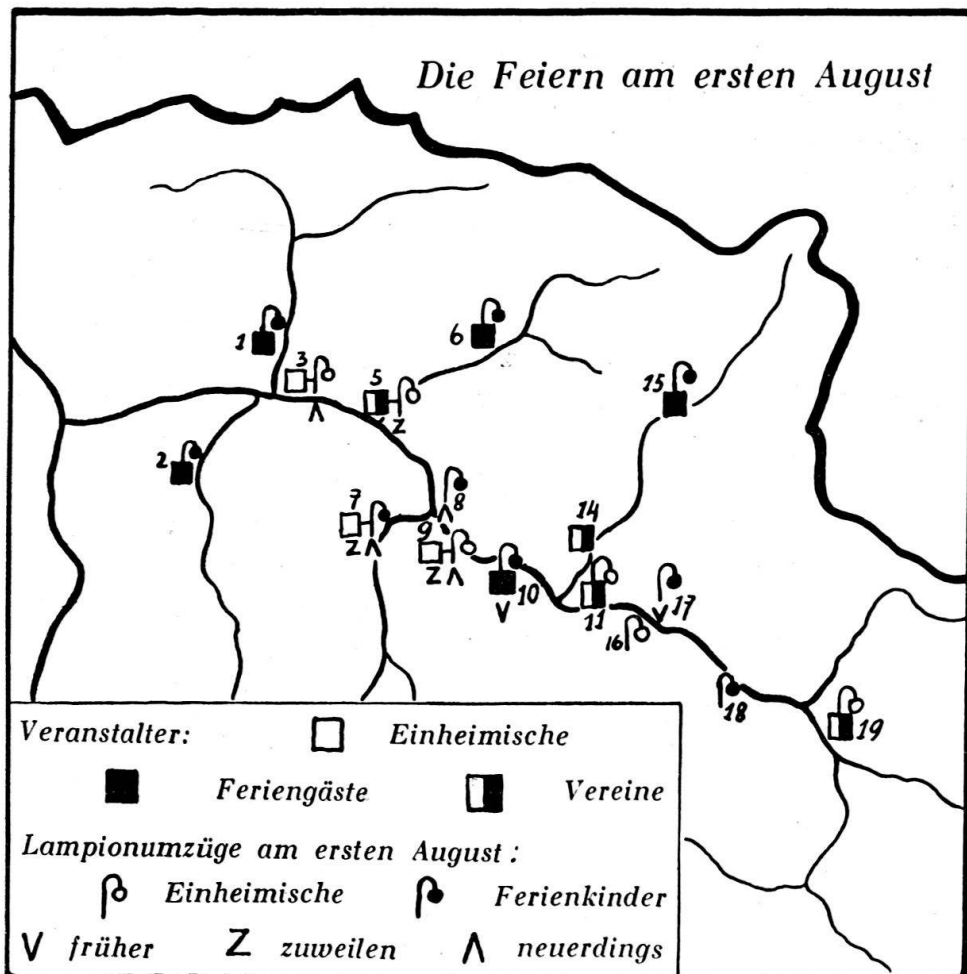 Die Feiern am ersten August
1
3
5
6
15
2
7
8
9
14
10
11
17
16
18
19
Z
Z
Z
V
Veranstalter: Einheimische
Feriengäste Vereine
Lampionumzüge am ersten August :
Einheimische Ferienkinder
V früher Z zuweilen Λ neuerdings